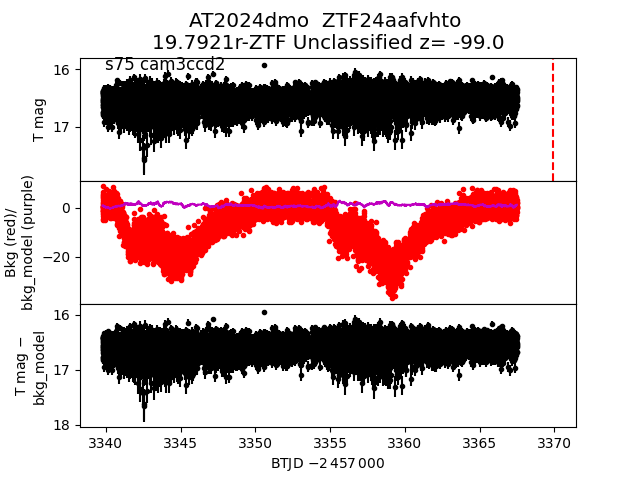 AT2024dmo  ZTF24aafvhto
19.7921r-ZTF Unclassified z= -99.0
s75 cam3ccd2
16
17
T mag
0
−20
Bkg (red)/
bkg_model (purple)
16
17
18
T mag −
bkg_model
3340 3345 3350 3355 3360 3365 3370
BTJD −2 457 000